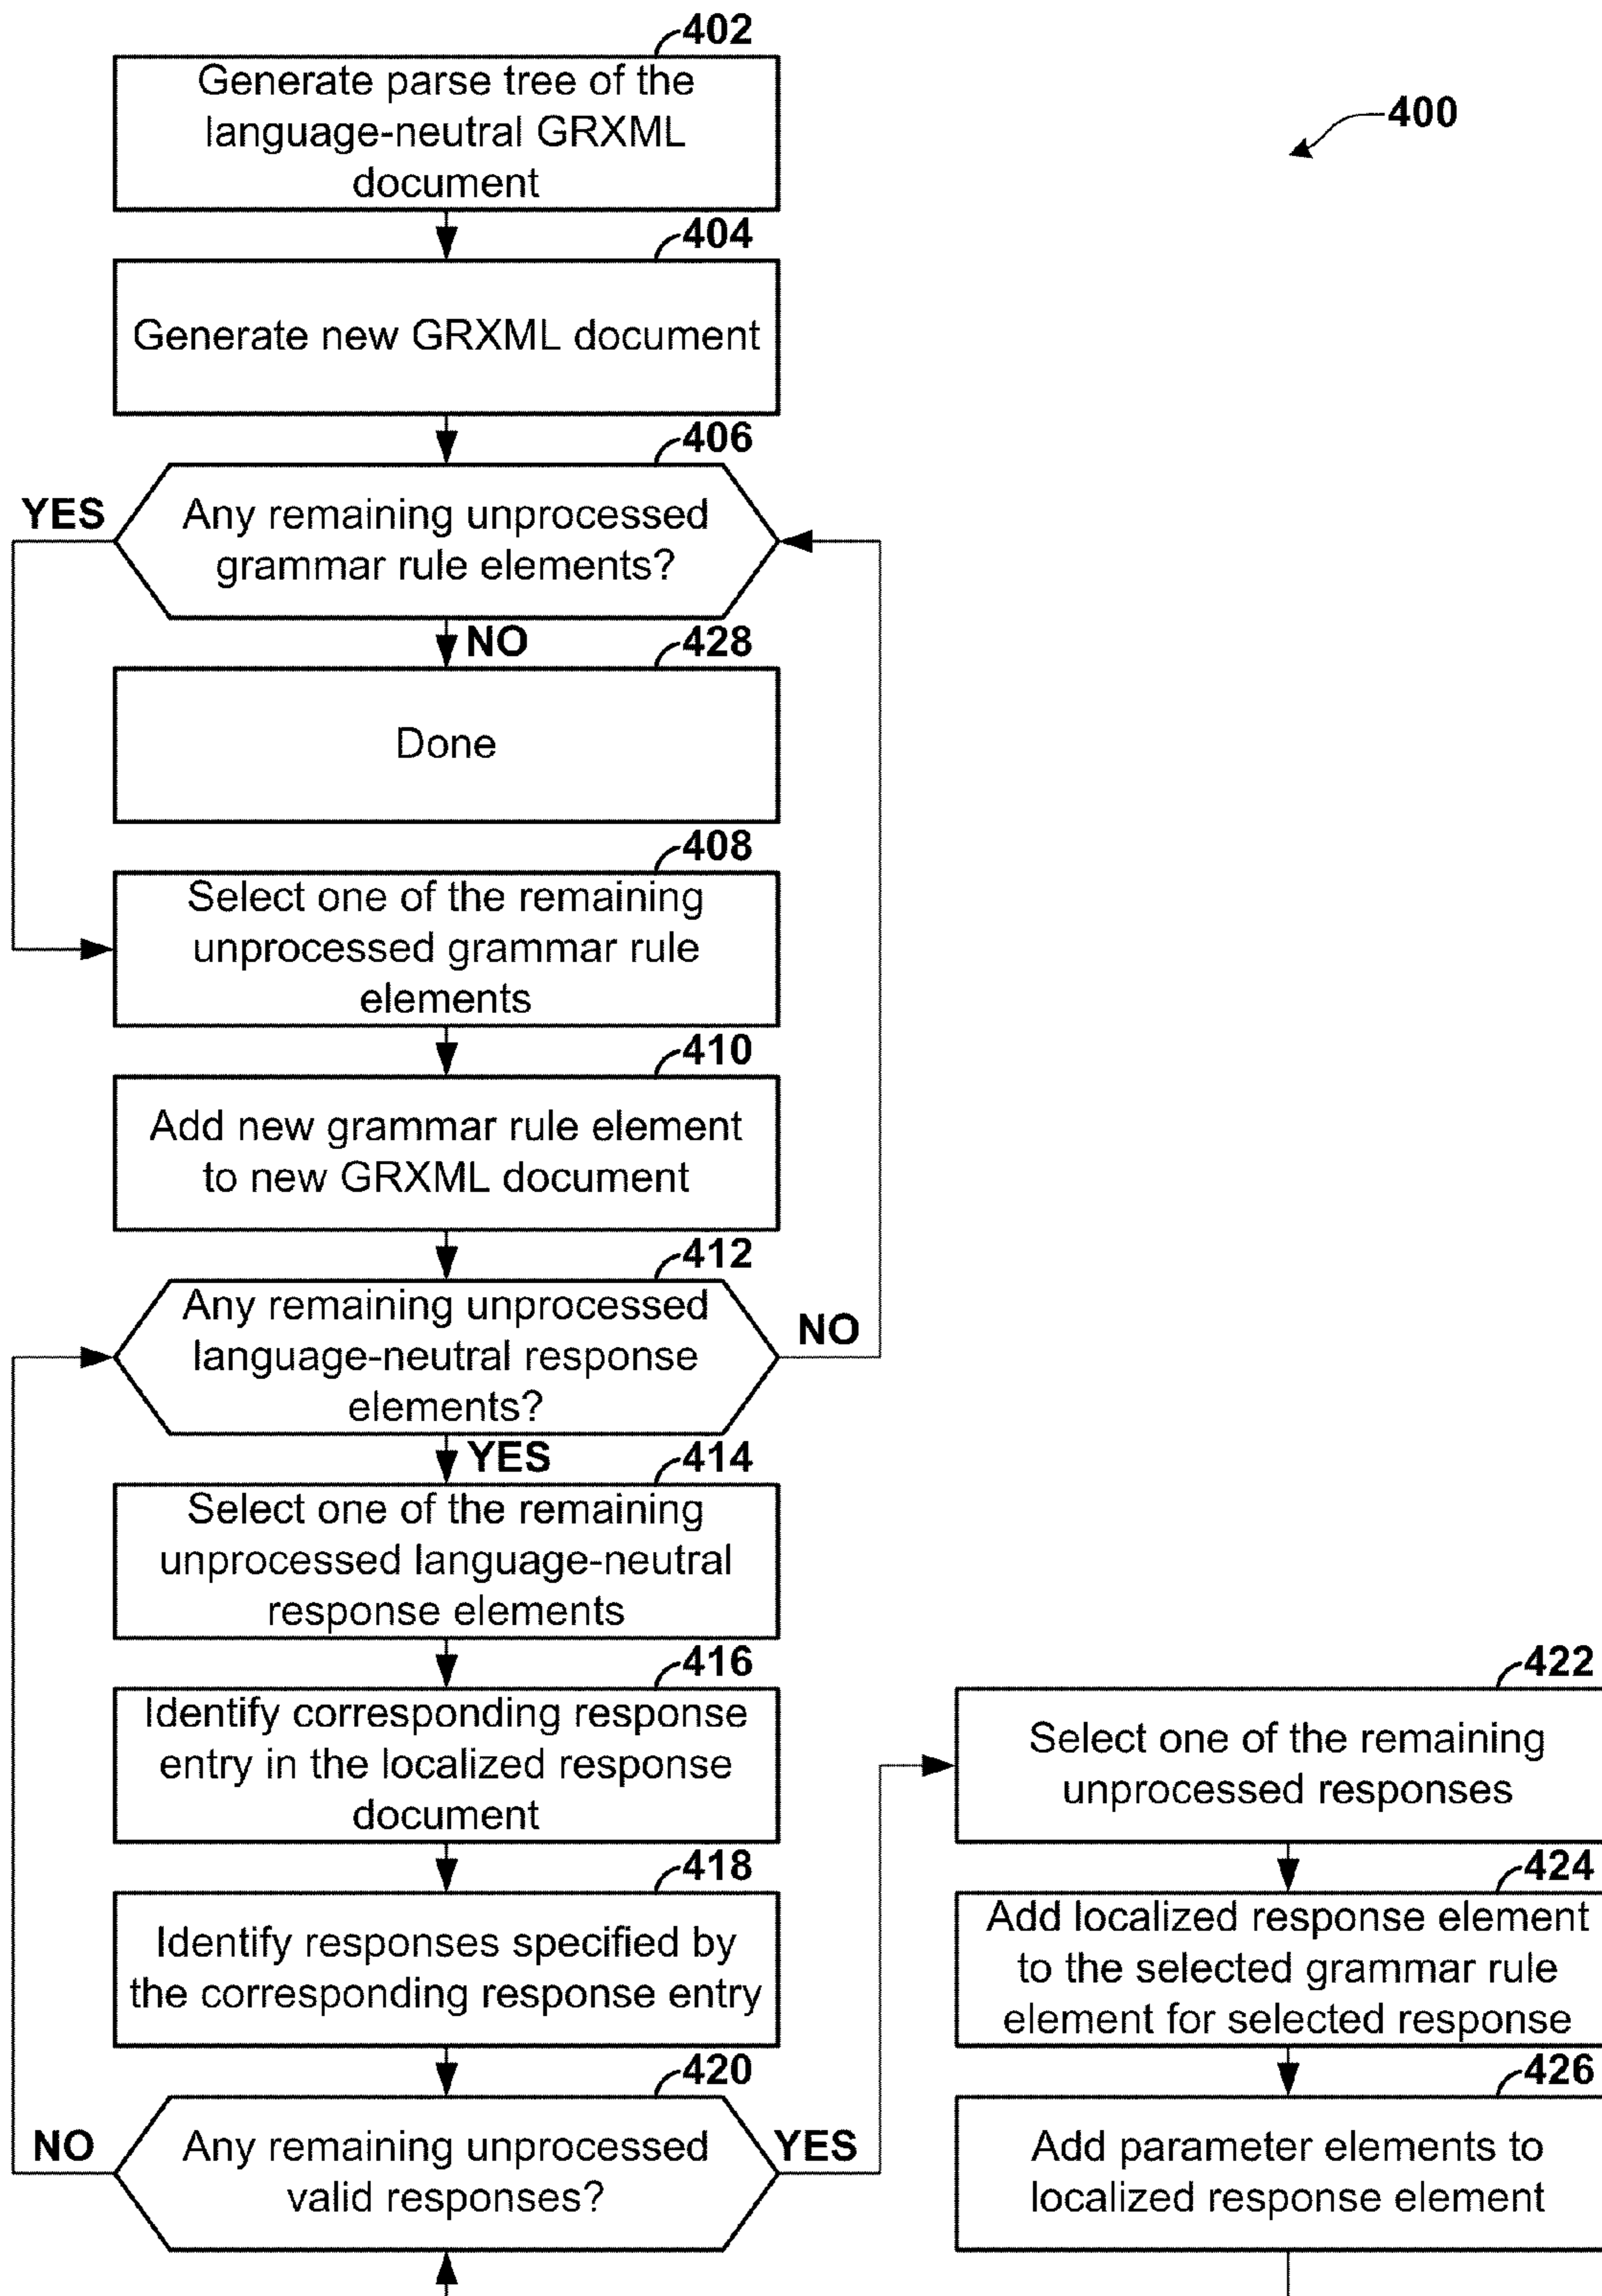 402
Generate parse tree of the
language-neutral GRXML
document
400
404
Generate new GRXML document
406
YES
Any remaining unprocessed
grammar rule elements?
NO
428
Done
408
Select one of the remaining
unprocessed grammar rule
elements
410
Add new grammar rule element
to new GRXML document
412
Any remaining unprocessed
language-neutral response
elements?
NO
YES
414
Select one of the remaining
unprocessed language-neutral
response elements
416
Identify corresponding response
entry in the localized response
document
418
Identify responses specified by
the corresponding response entry
420
NO
Any remaining unprocessed
valid responses?
YES
422
Select one of the remaining
unprocessed responses
424
Add localized response element
to the selected grammar rule
element for selected response
426
Add parameter elements to
localized response element